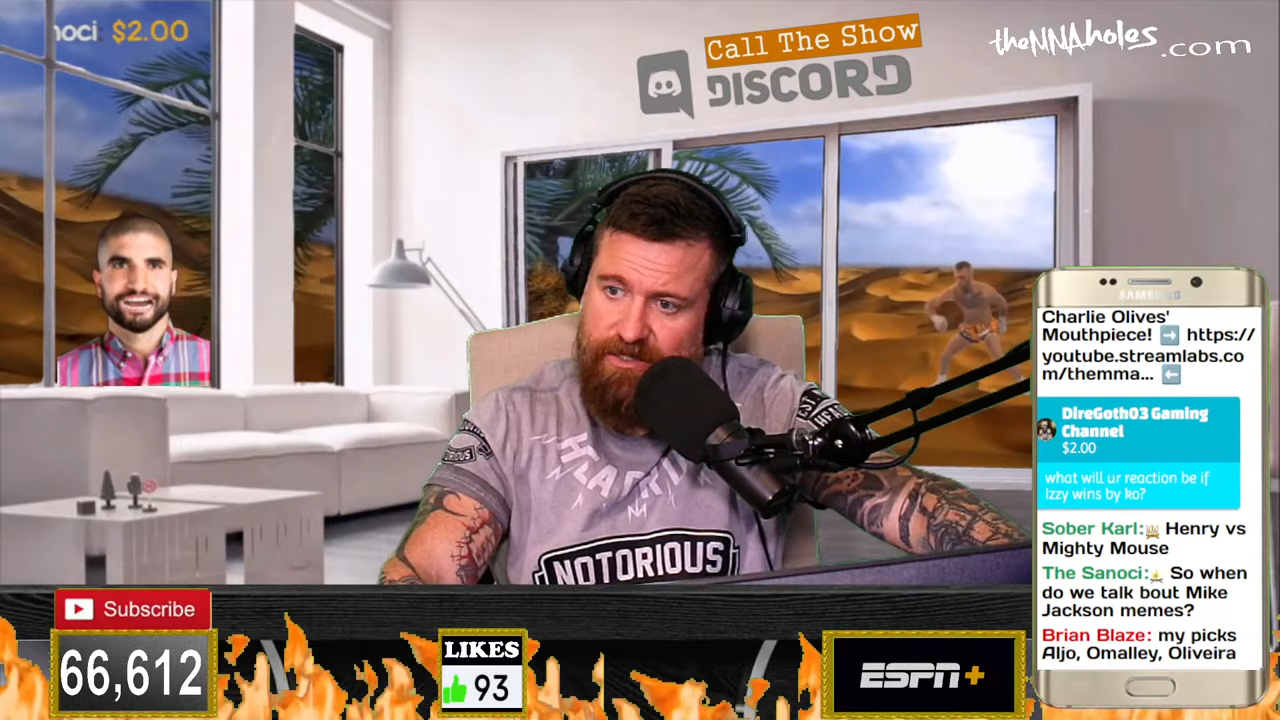 noci $2.00
Call The Show
DISCORD
theMMAholes.com
SAMSUNG
Charlie Olives'
Mouthpiece! ➡ https://
youtube.streamlabs.co
m/themma... ⬅
DireGoth03 Gaming
Channel
$2.00
what will ur reaction be if
Izzy wins by ko?
Sober Karl: Henry vs
Mighty Mouse
The Sanoci: So when
do we talk bout Mike
Jackson memes?
Brian Blaze: my picks
Aljo, Omalley, Oliveira
NOTORIOUS
Subscribe
66,612
LIKES
93
ESPN+